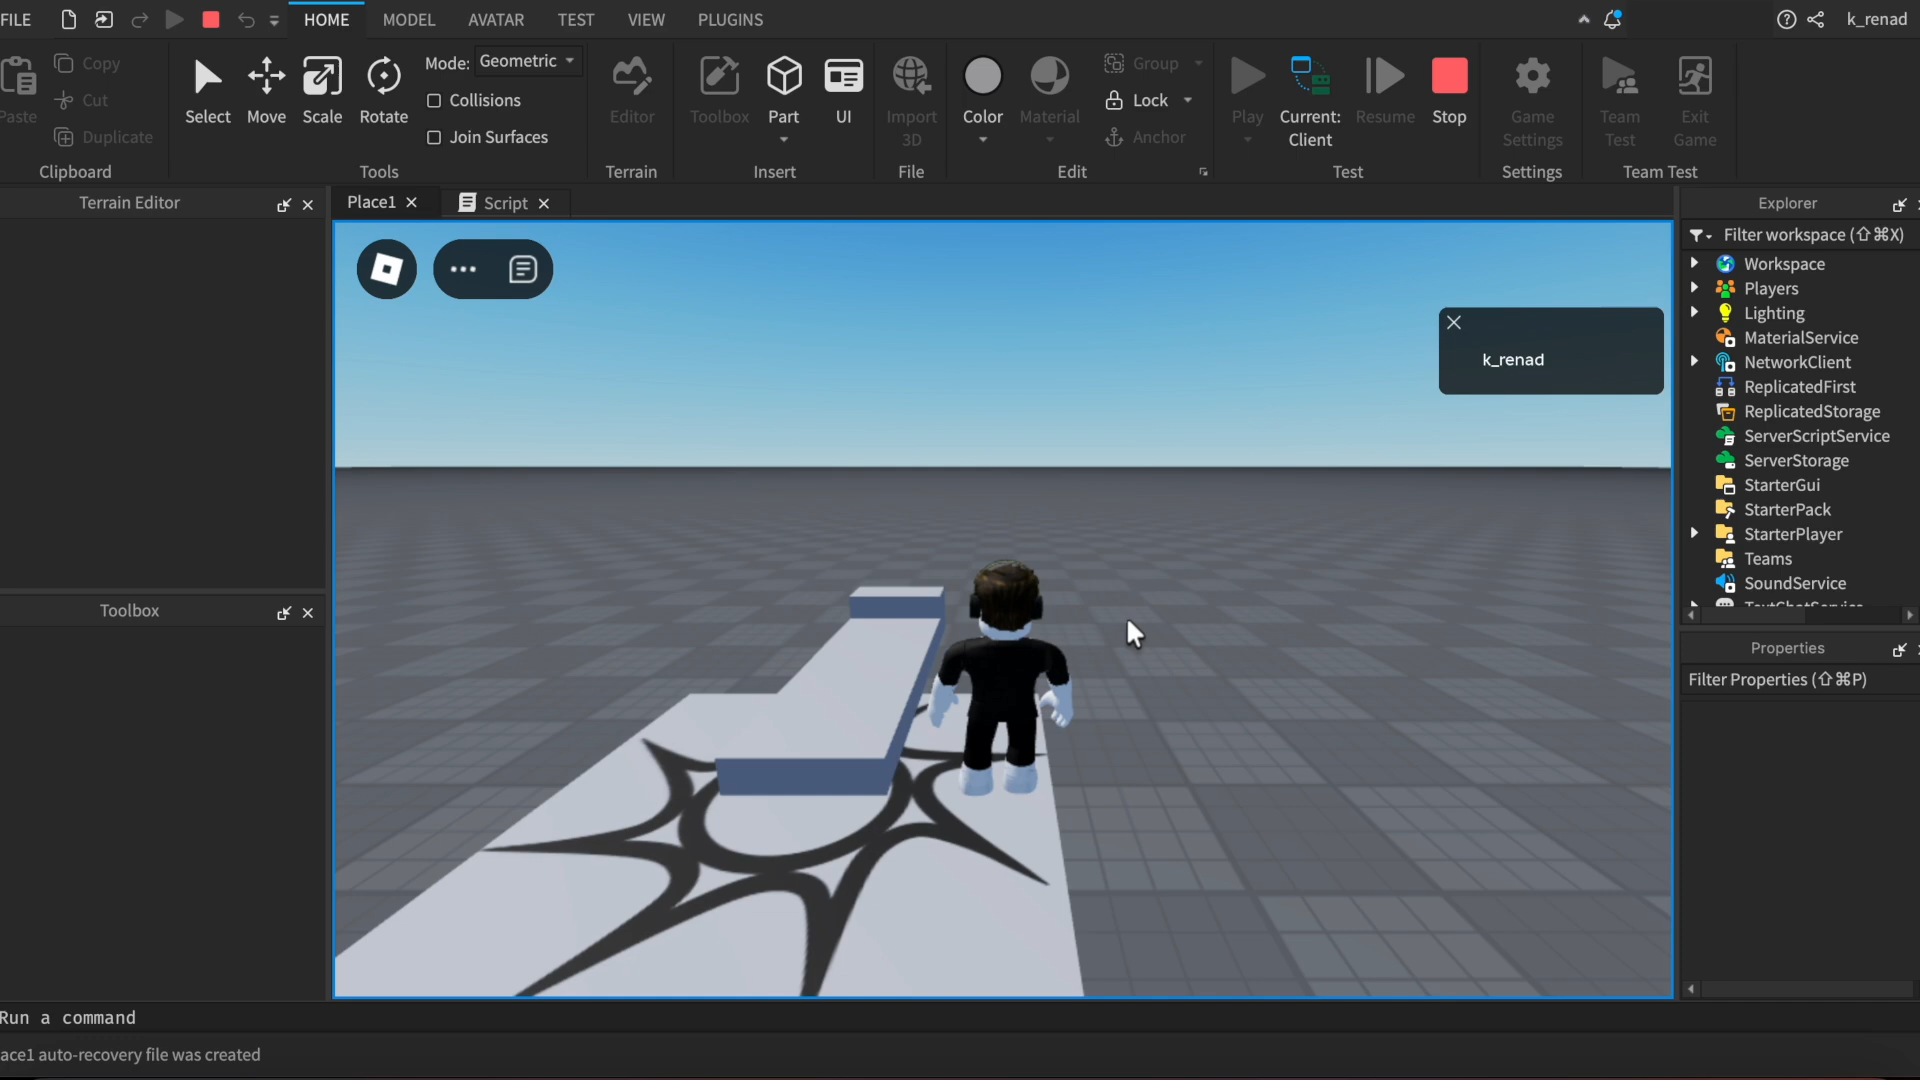 FILE
HOME
MODEL
AVATAR
TEST
VIEW
PLUGINS
k_renad
Paste
Copy
Cut
Duplicate
Clipboard
Select
Move
Scale
Rotate
Mode: Geometric
Collisions
Join Surfaces
Tools
Editor
Terrain
Toolbox
Part
UI
Insert
Import
3D
File
Color
Material
Group
Lock
Anchor
Edit
Play
Current:
Client
Resume
Stop
Test
Game
Settings
Settings
Team
Test
Exit
Game
Team Test
Terrain Editor
Toolbox
Place1
Script
k_renad
Explorer
Filter workspace (⇧⌘X)
Workspace
Players
Lighting
MaterialService
NetworkClient
ReplicatedFirst
ReplicatedStorage
ServerScriptService
ServerStorage
StarterGui
StarterPack
StarterPlayer
Teams
SoundService
TextChatService
Properties
Filter Properties (⇧⌘P)
Run a command
ace1 auto-recovery file was created